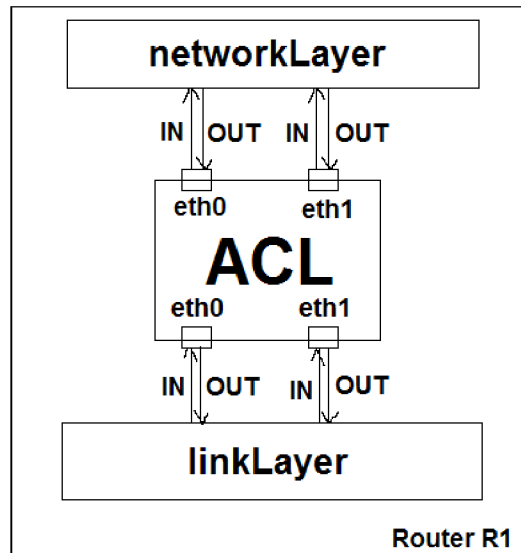 networkLayer
IN OUT IN OUT
eth0 eth1
ACL
eth0 eth1
IN OUT IN OUT
linkLayer
Router R1